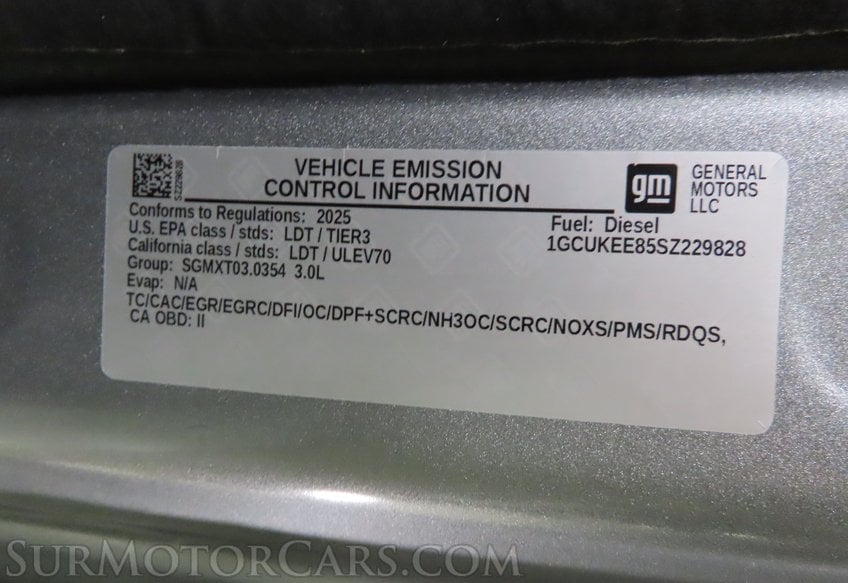 VEHICLE EMISSION
CONTROL INFORMATION
SZ229828
gm
GENERAL
MOTORS
LLC
Conforms to Regulations: 2025
U.S. EPA class / stds: LDT / TIER3
California class / stds: LDT / ULEV70
Group: SGMXT03.0354 3.0L
Evap: N/A
Fuel: Diesel
1GCUKEE85SZ229828
TC/CAC/EGR/EGRC/DFI/OC/DPF+SCRC/NH3OC/SCRC/NOXS/PMS/RDQS,
CA OBD: II
SurMotorCars.com